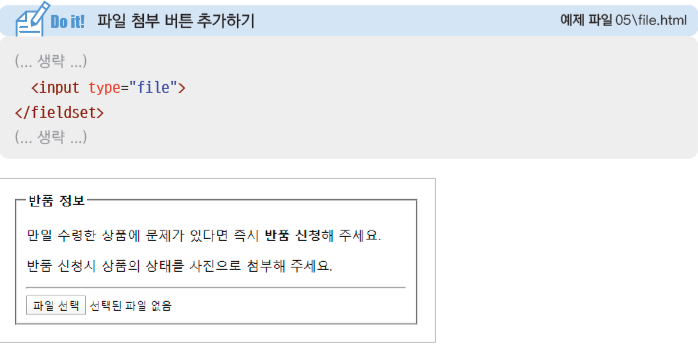 Do it! 파일 첨부 버튼 추가하기 예제 파일 05\file.html
(... 생략 ...)
<input type="file">
</fieldset>
(... 생략 ...)
반품 정보
만일 수령한 상품에 문제가 있다면 즉시 반품 신청해 주세요.
반품 신청시 상품의 상태를 사진으로 첨부해 주세요.
파일 선택 선택된 파일 없음